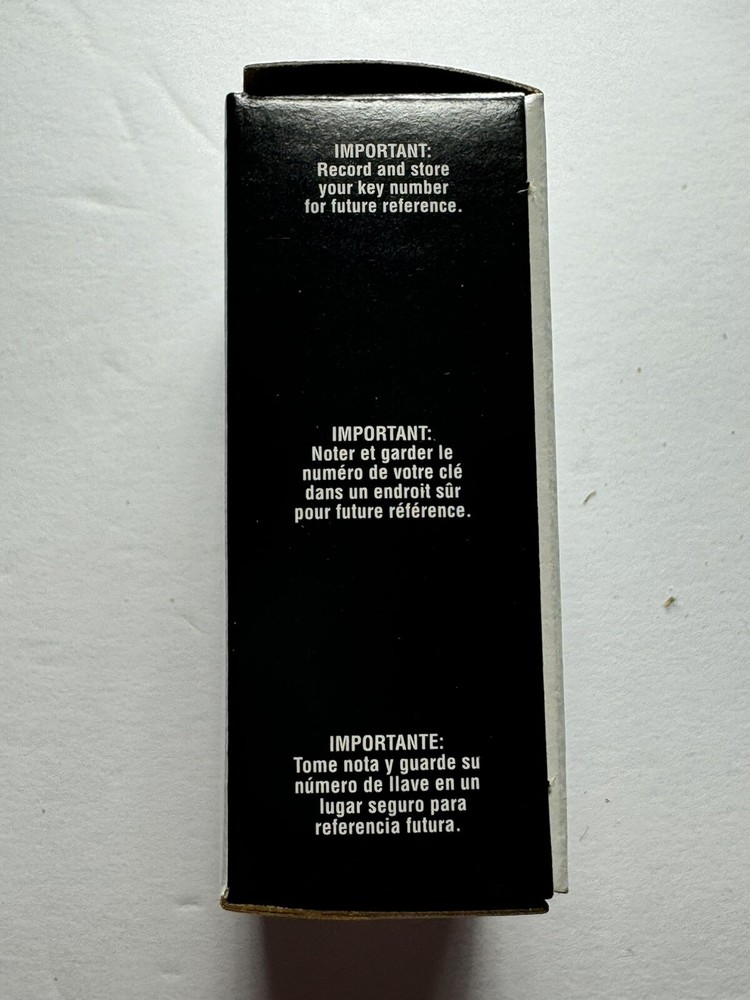 IMPORTANT:
Record and store
your key number
for future reference.
IMPORTANT:
Noter et garder le
numéro de votre clé
dans un endroit sûr
pour future référence.
IMPORTANTE:
Tome nota y guarde su
número de llave en un
lugar seguro para
referencia futura.